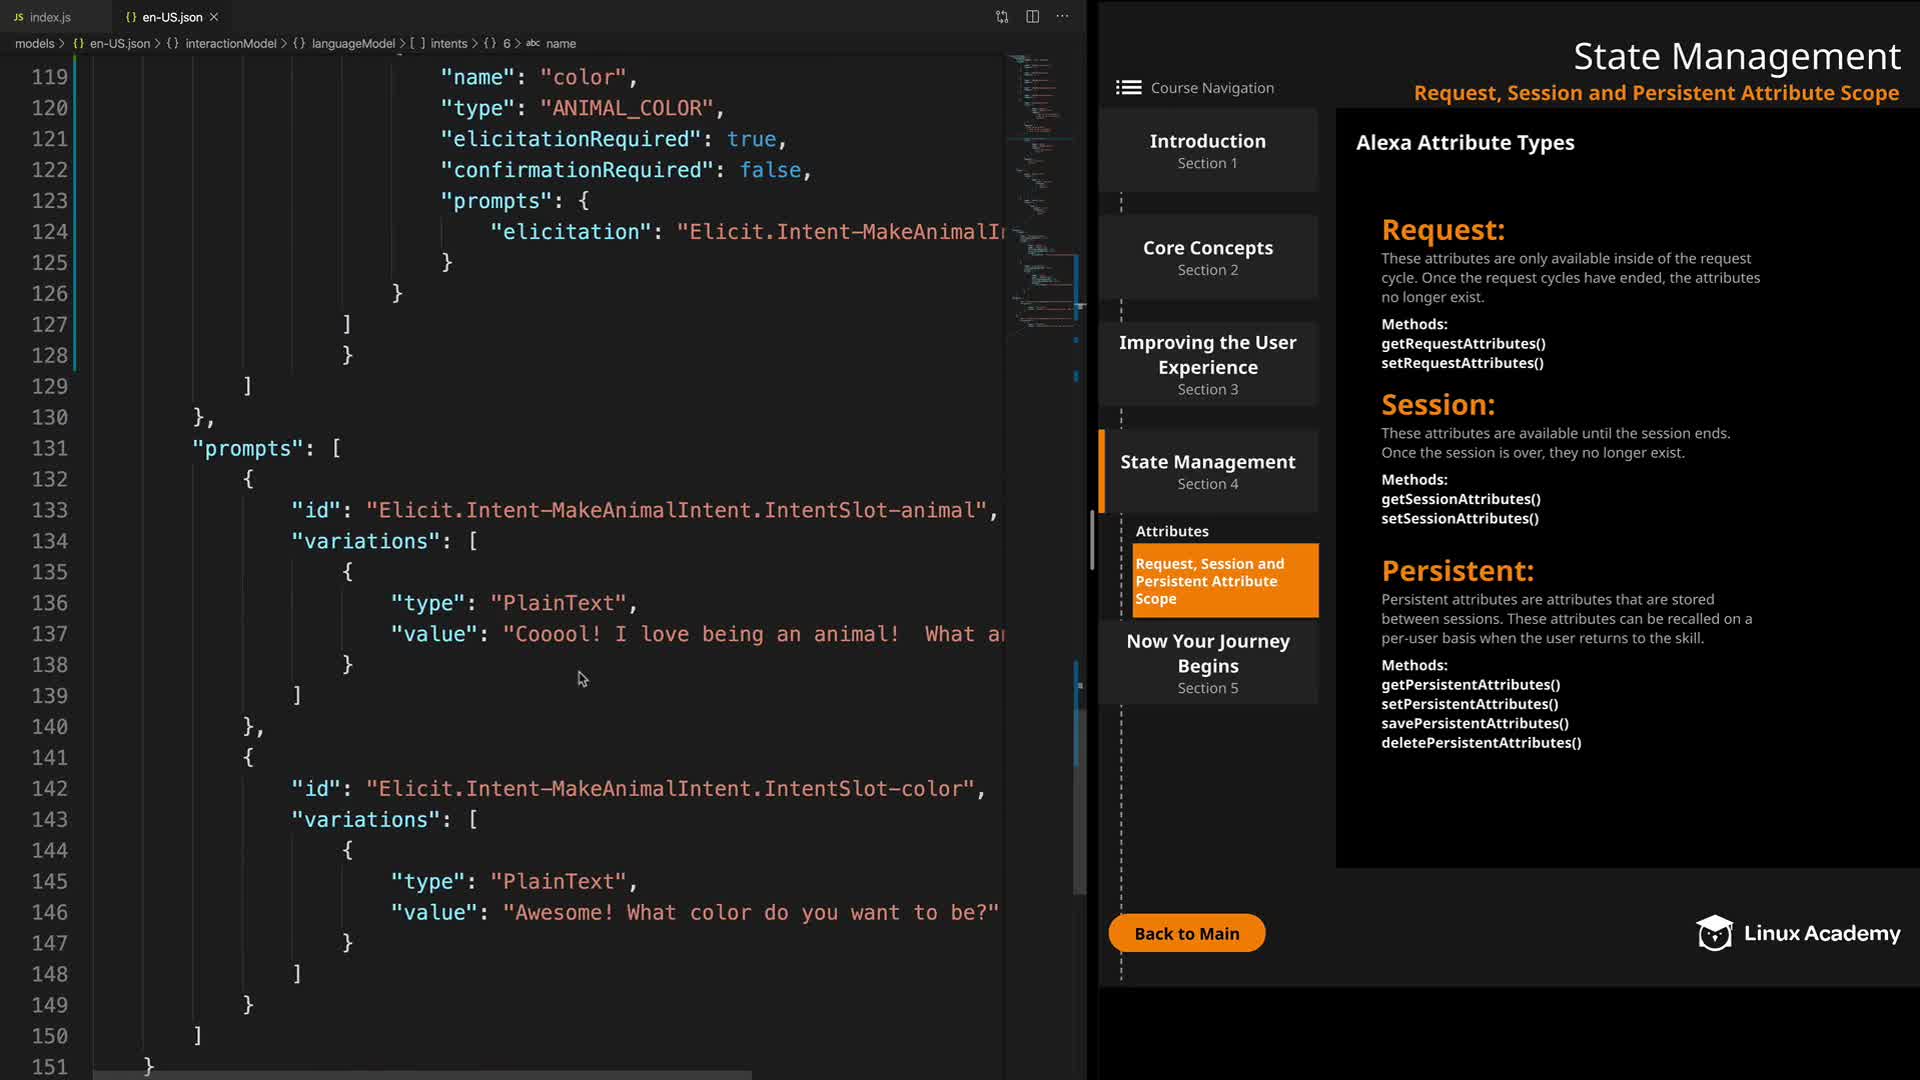 JS index.js
{} en-US.json
models > {} en-US.json > {} interactionModel > {} languageModel > [ ] intents > {} 6 > abc name
119 "name": "color",
120 "type": "ANIMAL_COLOR",
121 "elicitationRequired": true,
122 "confirmationRequired": false,
123 "prompts": {
124 "elicitation": "Elicit.Intent-MakeAnimalI
125 }
126 }
127 ]
128 }
129 ]
130 },
131 "prompts": [
132 {
133 "id": "Elicit.Intent-MakeAnimalIntent.IntentSlot-animal",
134 "variations": [
135 {
136 "type": "PlainText",
137 "value": "Cooool! I love being an animal!  What a
138 }
139 ]
140 },
141 {
142 "id": "Elicit.Intent-MakeAnimalIntent.IntentSlot-color",
143 "variations": [
144 {
145 "type": "PlainText",
146 "value": "Awesome! What color do you want to be?"
147 }
148 ]
149 }
150 ]
151 }
State Management
Request, Session and Persistent Attribute Scope
Course Navigation
Introduction
Section 1
Core Concepts
Section 2
Improving the User
Experience
Section 3
State Management
Section 4
Attributes
Request, Session and
Persistent Attribute
Scope
Now Your Journey
Begins
Section 5
Back to Main
Alexa Attribute Types
Request:
These attributes are only available inside of the request
cycle. Once the request cycles have ended, the attributes
no longer exist.
Methods:
getRequestAttributes()
setRequestAttributes()
Session:
These attributes are available until the session ends.
Once the session is over, they no longer exist.
Methods:
getSessionAttributes()
setSessionAttributes()
Persistent:
Persistent attributes are attributes that are stored
between sessions. These attributes can be recalled on a
per-user basis when the user returns to the skill.
Methods:
getPersistentAttributes()
setPersistentAttributes()
savePersistentAttributes()
deletePersistentAttributes()
Linux Academy